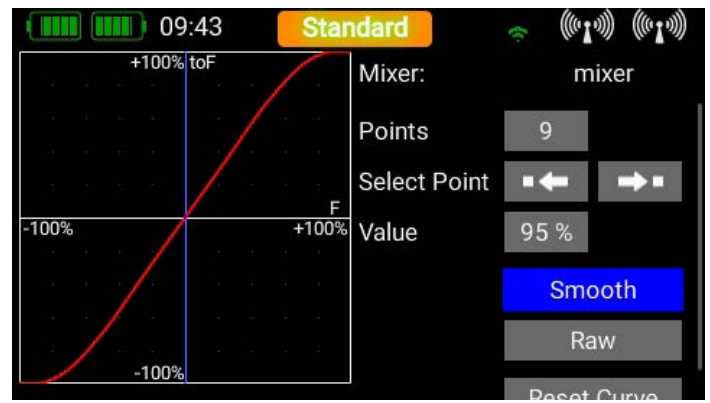 09:43 Standard
+100% toF
Mixer: mixer
Points 9
Select Point
F
-100% +100%
Value 95 %
Smooth
Raw
-100%
Reset Curve